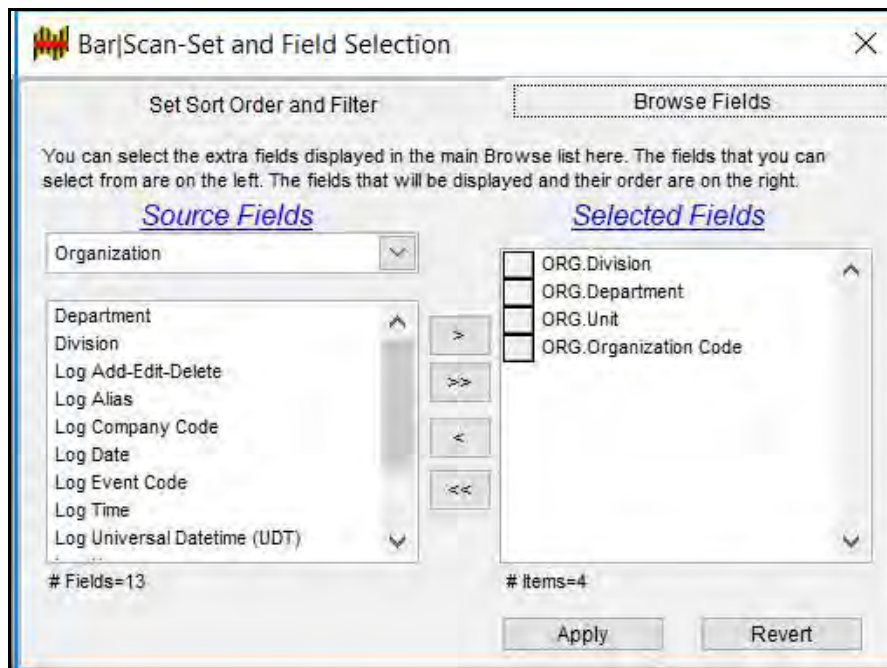 Bar|Scan-Set and Field Selection
Set Sort Order and Filter
Browse Fields
You can select the extra fields displayed in the main Browse list here. The fields that you can
select from are on the left. The fields that will be displayed and their order are on the right.
Source Fields
Organization
Department
Division
Log Add-Edit-Delete
Log Alias
Log Company Code
Log Date
Log Event Code
Log Time
Log Universal Datetime (UDT)
# Fields=13
>
>>
<
<<
Selected Fields
ORG.Division
ORG.Department
ORG.Unit
ORG.Organization Code
# Items=4
Apply
Revert